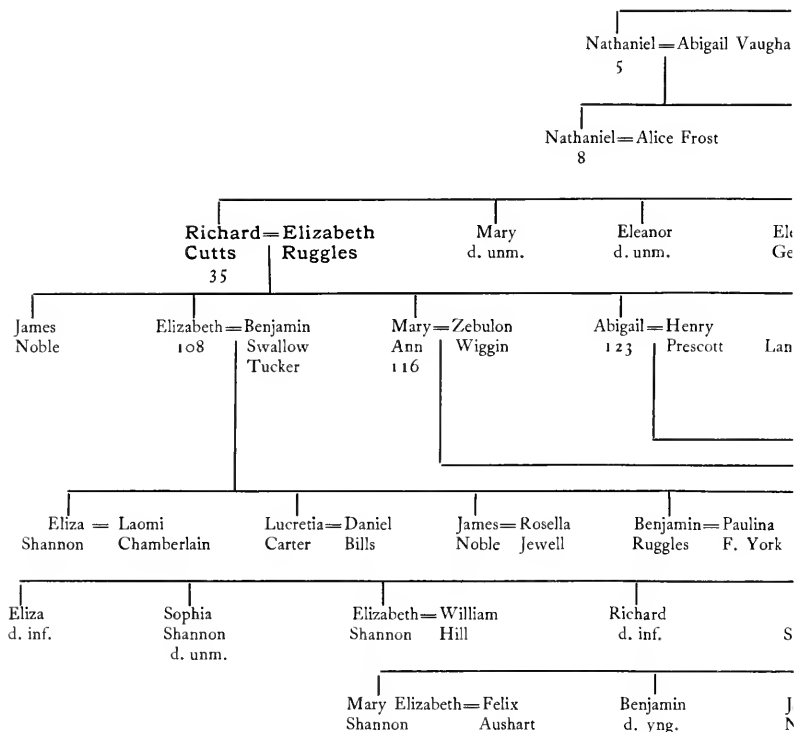 Nathaniel=Abigail Vaugha
5
Nathaniel=Alice Frost
8
Richard=Elizabeth Mary Eleanor Ele
Cutts Ruggles d. unm. d. unm. Ge
35
James Elizabeth=Benjamin Mary=Zebulon Abigail=Henry
Noble 108 Swallow Ann Wiggin 123 Prescott Lan
Tucker 116
Eliza = Laomi Lucretia=Daniel James=Rosella Benjamin=Paulina
Shannon Chamberlain Carter Bills Noble Jewell Ruggles F. York
Eliza Sophia Elizabeth=William Richard
d. inf. Shannon Shannon Hill d. inf. S
d. unm.
Mary Elizabeth=Felix Benjamin J
Shannon Aushart d. yng. N